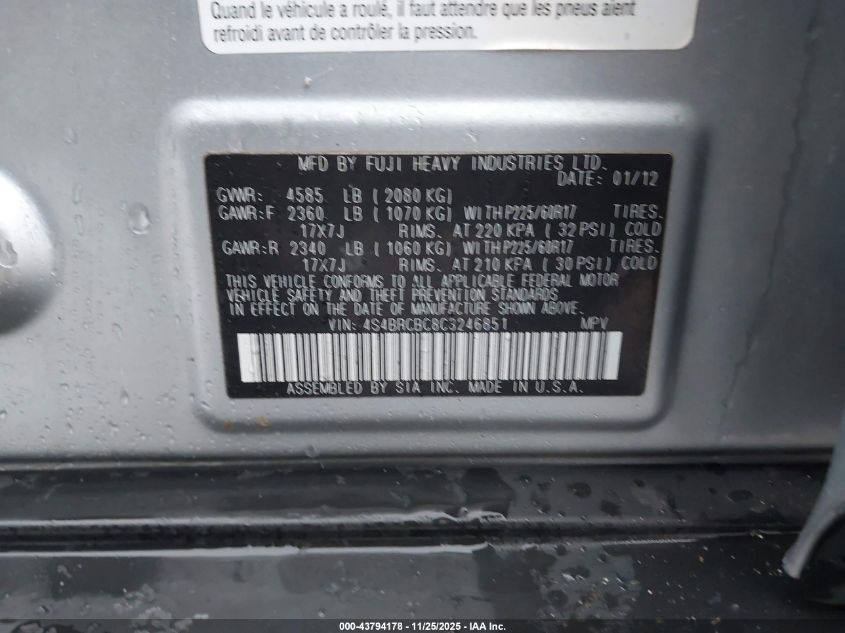 Quand le véhicule a roulé, il faut attendre que les pneus aient
refroidi avant de contrôler la pression.
MFD BY FUJI HEAVY INDUSTRIES LTD.
DATE: 01/12
GVWR: 4585 LB ( 2080 KG)
GAWR:F 2360 LB ( 1070 KG) WITH P225/60R17 TIRES.
17X7J RIMS. AT 220 KPA ( 32 PSI) COLD
GAWR:R 2340 LB ( 1060 KG) WITH P225/60R17 TIRES.
17X7J RIMS. AT 210 KPA ( 30 PSI) COLD
THIS VEHICLE CONFORMS TO ALL APPLICABLE FEDERAL MOTOR
VEHICLE SAFETY AND THEFT PREVENTION STANDARDS
IN EFFECT ON THE DATE OF MANUFACTURE SHOWN ABOVE.
VIN: 4S4BRCBC8C3246851 MPV
ASSEMBLED BY SIA INC. MADE IN U.S.A.
000-43794178 - 11/25/2025 - IAA Inc.